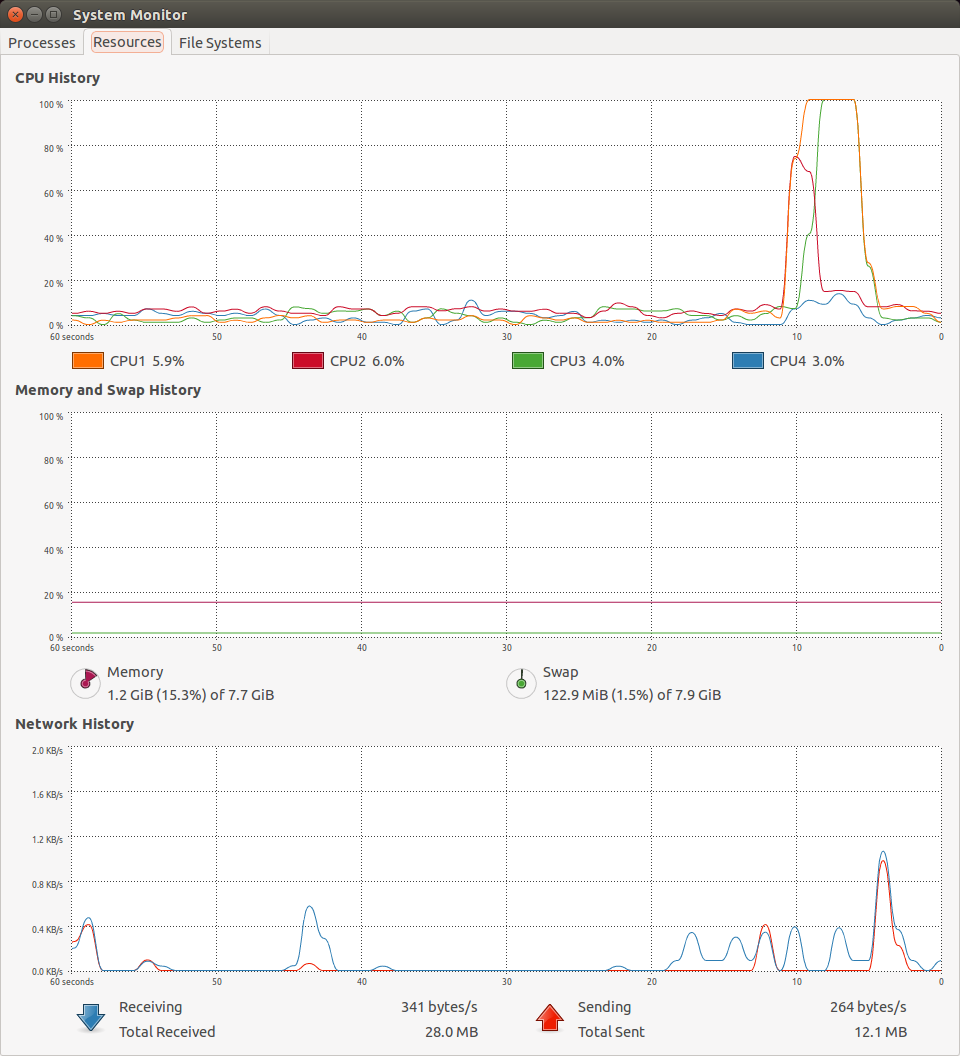 System Monitor
Processes Resources File Systems
CPU History
100 %
80 %
60 %
40 %
20 %
0 %
60 seconds 50 40 30 20 10 0
CPU1 5.9% CPU2 6.0% CPU3 4.0% CPU4 3.0%
Memory and Swap History
100 %
80 %
60 %
40 %
20 %
0 %
60 seconds 50 40 30 20 10 0
Memory Swap
1.2 GiB (15.3%) of 7.7 GiB 122.9 MiB (1.5%) of 7.9 GiB
Network History
2.0 KB/s
1.6 KB/s
1.2 KB/s
0.8 KB/s
0.4 KB/s
0.0 KB/s
60 seconds 50 40 30 20 10 0
Receiving 341 bytes/s Sending 264 bytes/s
Total Received 28.0 MB Total Sent 12.1 MB